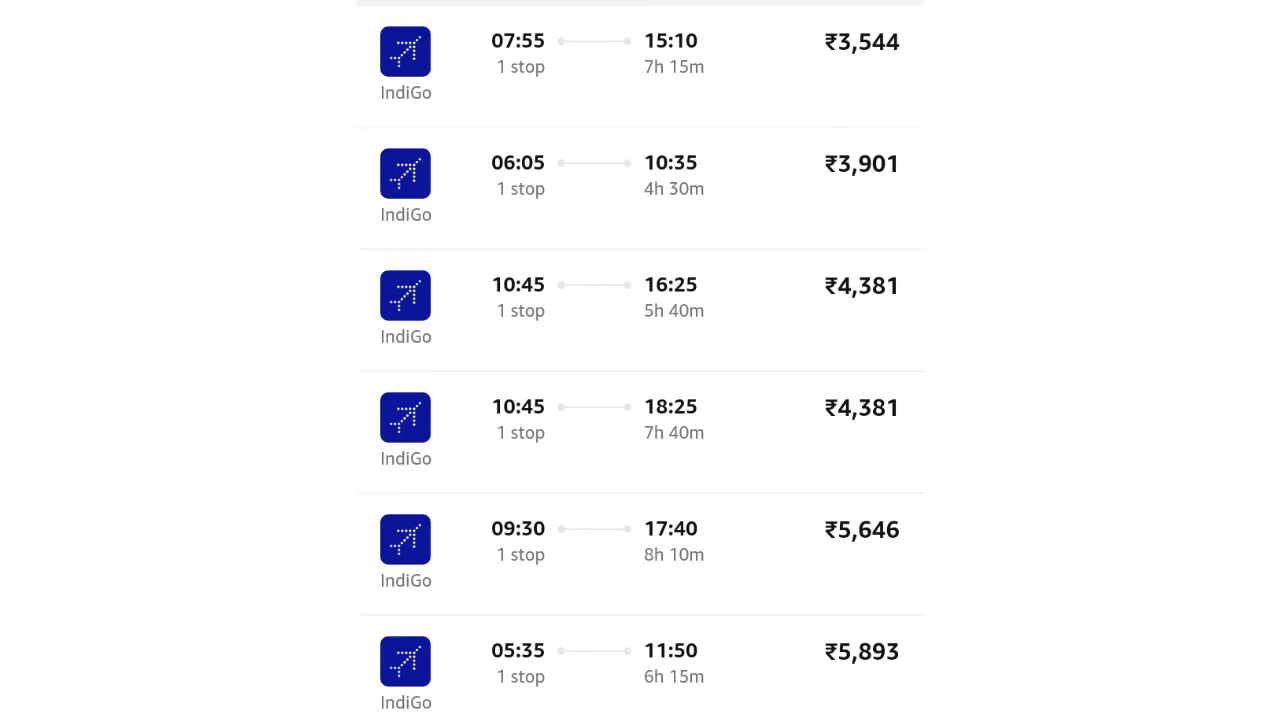 07:55 15:10 ₹3,544
1 stop 7h 15m
IndiGo
06:05 10:35 ₹3,901
1 stop 4h 30m
IndiGo
10:45 16:25 ₹4,381
1 stop 5h 40m
IndiGo
10:45 18:25 ₹4,381
1 stop 7h 40m
IndiGo
09:30 17:40 ₹5,646
1 stop 8h 10m
IndiGo
05:35 11:50 ₹5,893
1 stop 6h 15m
IndiGo